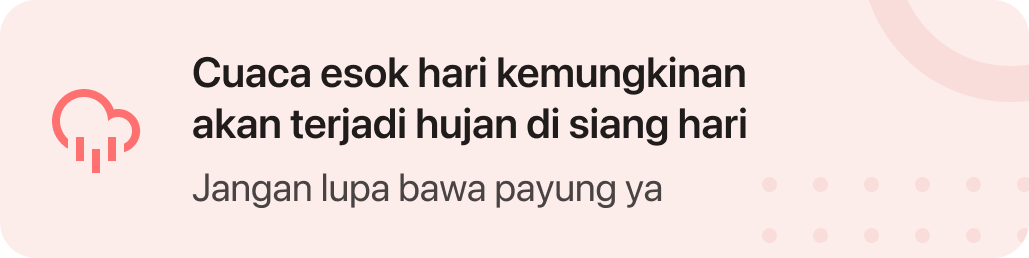 Cuaca esok hari kemungkinan
akan terjadi hujan di siang hari
Jangan lupa bawa payung ya